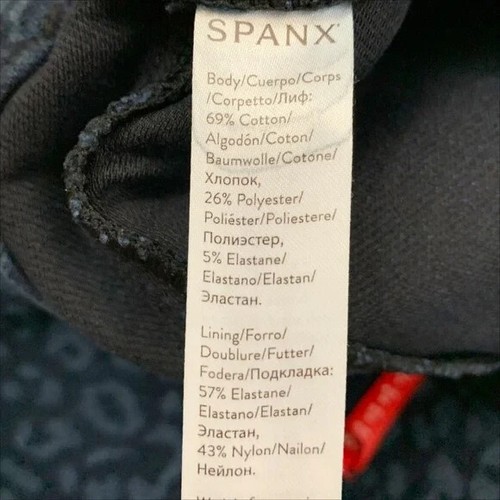 SPANX
Body/Cuerpo/Corps
/Corpetto/Лиф:
69% Cotton/
Algodón/Coton/
Baumwolle/Cotone/
Хлопок,
26% Polyester/
Poliéster/Poliestere/
Полиэстер,
5% Elastane/
Elastano/Elastan/
Эластан.
Lining/Forro/
Doublure/Futter/
Fodera/Подкладка:
57% Elastane/
Elastano/Elastan/
Эластан,
43% Nylon/Nailon/
Нейлон.